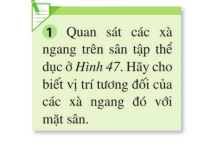 1 Quan sát các xà
ngang trên sân tập thể
dục ở Hình 47. Hãy cho
biết vị trí tương đối của
các xà ngang đó với
mặt sân.